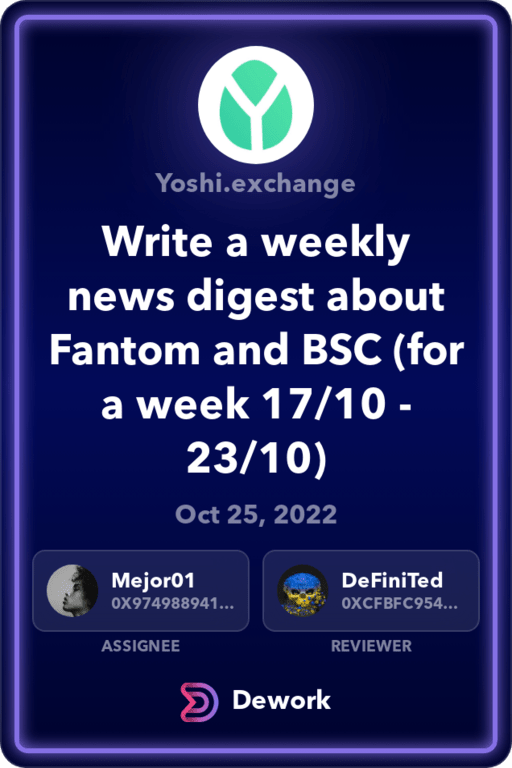 Yoshi.exchange
Write a weekly
news digest about
Fantom and BSC (for
a week 17/10 -
23/10)
Oct 25, 2022
Mejor01
0X974988941...
ASSIGNEE
DeFiniTed
0XCFBFC954...
REVIEWER
Dework